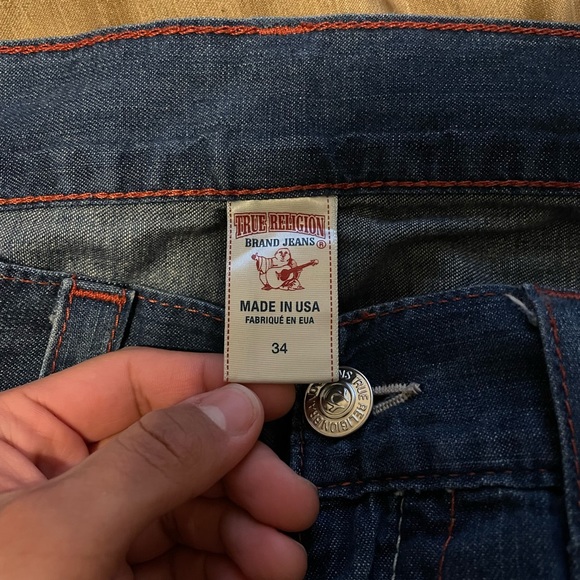 TRUE RELIGION
BRAND JEANS®
MADE IN USA
FABRIQUÉ EN EUA
34
TRUE RELIGION